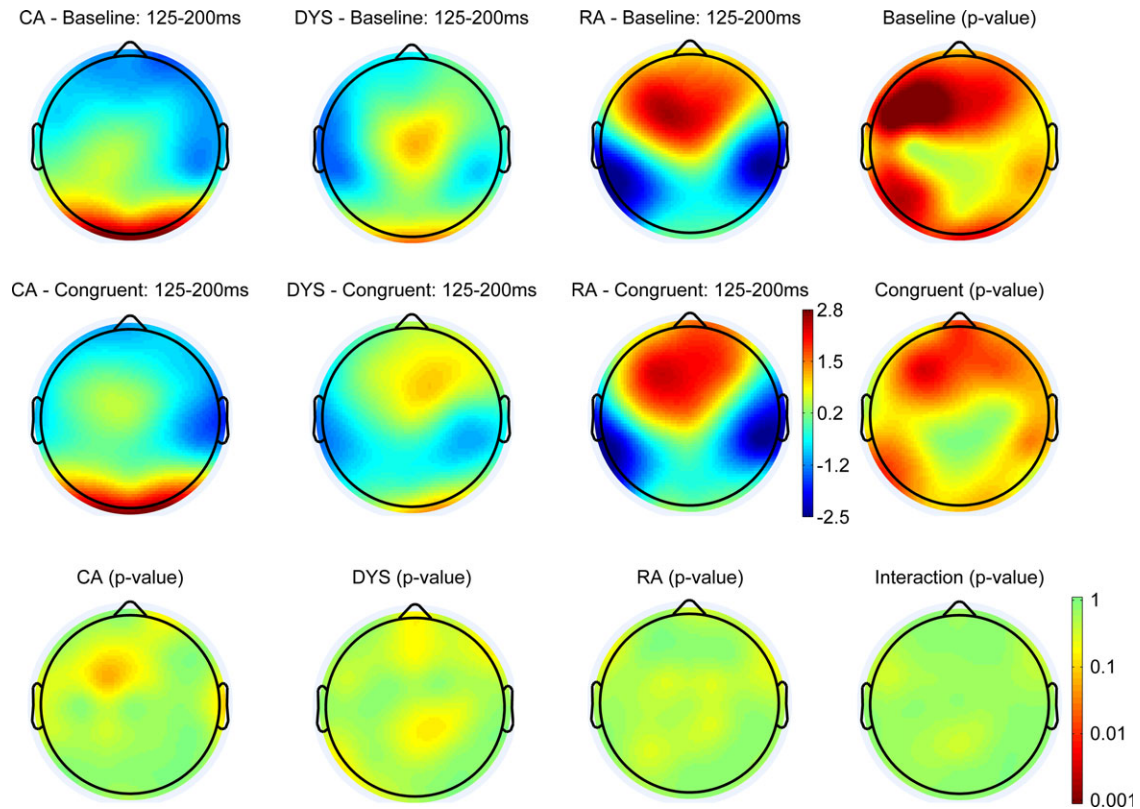 CA - Baseline: 125-200ms
DYS - Baseline: 125-200ms
RA - Baseline: 125-200ms
Baseline (p-value)
CA - Congruent: 125-200ms
DYS - Congruent: 125-200ms
RA - Congruent: 125-200ms
Congruent (p-value)
2.8
1.5
0.2
-1.2
-2.5
CA (p-value)
DYS (p-value)
RA (p-value)
Interaction (p-value)
1
0.1
0.01
0.001